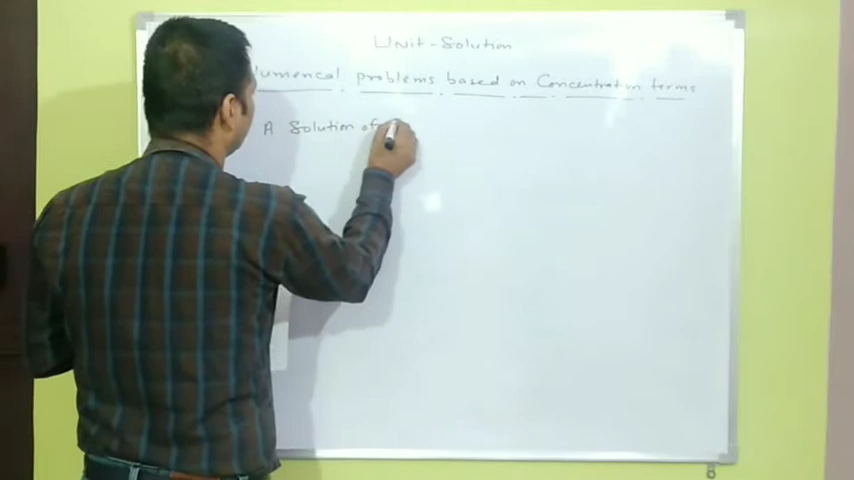 Unit - Solution
Numerical problems based on Concentration terms
A Solution of